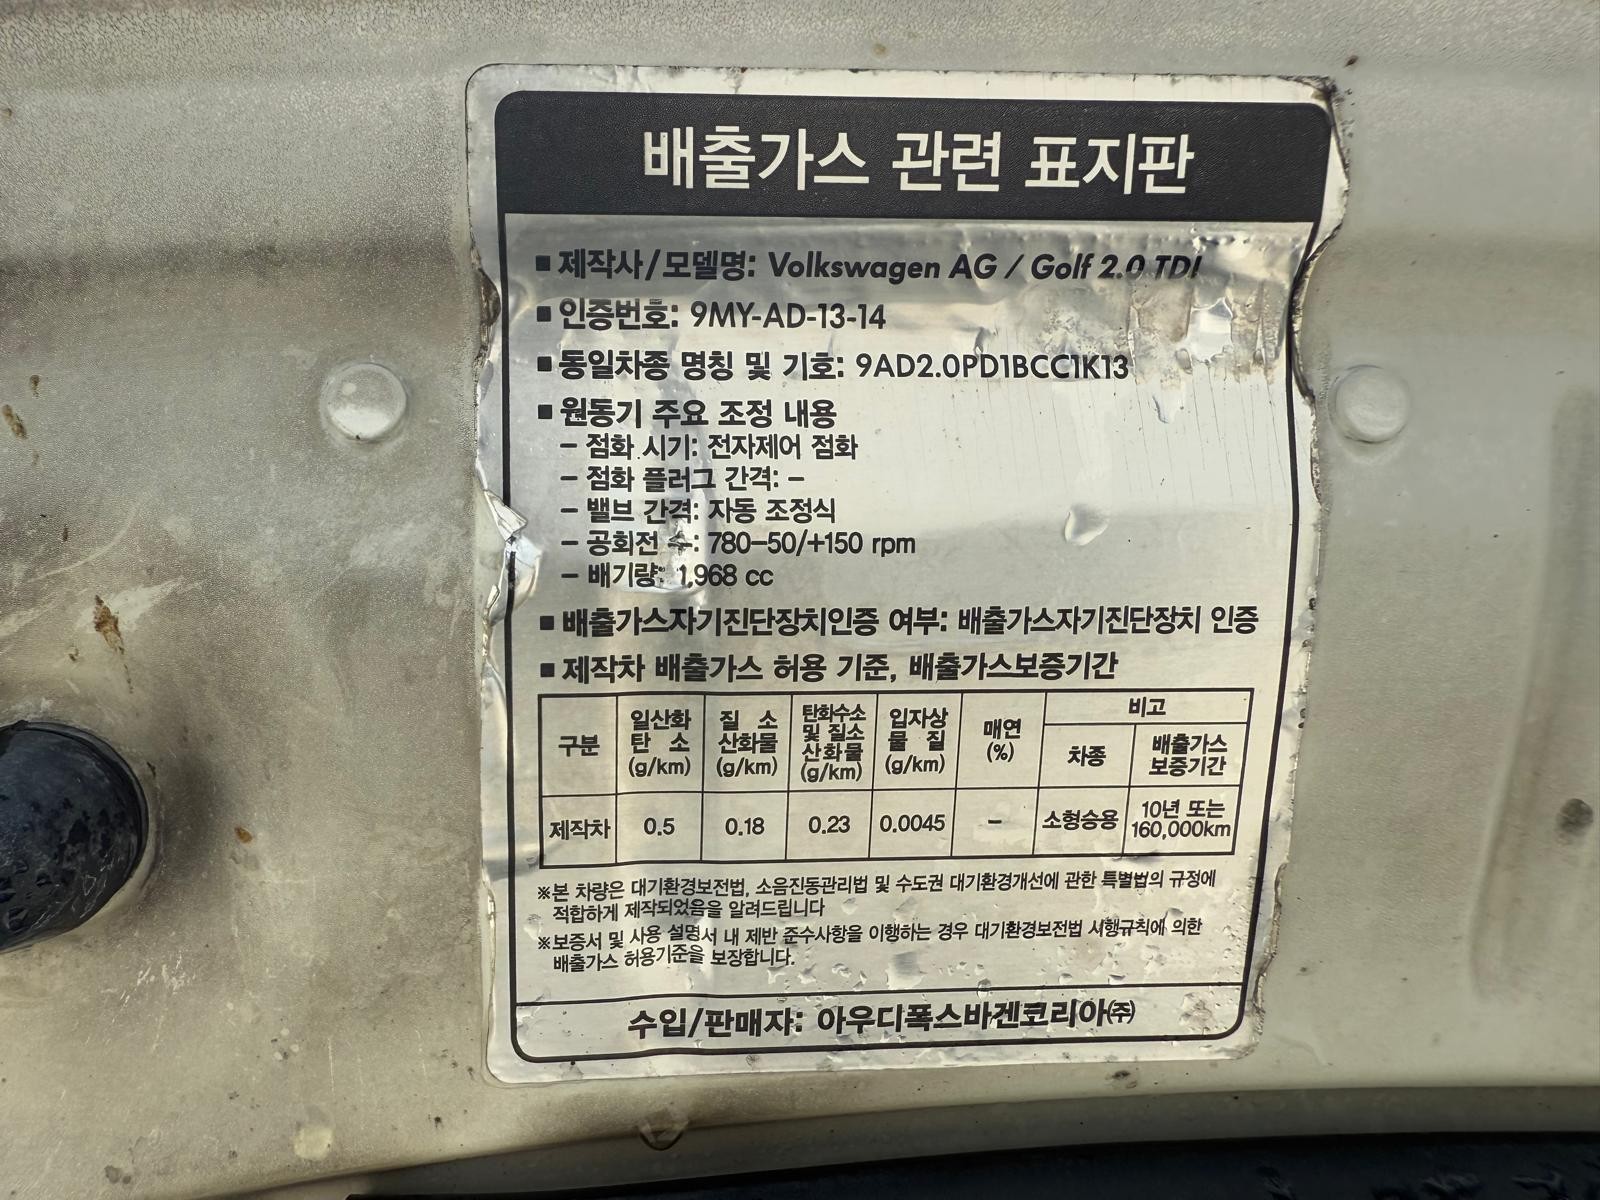 배출가스 관련 표지판
■ 제작사/모델명: Volkswagen AG / Golf 2.0 TDI
■ 인증번호: 9MY-AD-13-14
■ 동일차종 명칭 및 기호: 9AD2.0PD1BCC1K13
■ 원동기 주요 조정 내용
– 점화 시기: 전자제어 점화
– 점화 플러그 간격: –
– 밸브 간격: 자동 조정식
– 공회전 수: 780–50/+150 rpm
– 배기량: 1,968 cc
■ 배출가스자기진단장치인증 여부: 배출가스자기진단장치 인증
■ 제작차 배출가스 허용 기준, 배출가스보증기간
구분 일산화탄소 (g/km) 질소산화물 (g/km) 탄화수소 및 질소산화물 (g/km) 입자상물질 (g/km) 매연 (%) 비고
차종 배출가스 보증기간
제작차 0.5 0.18 0.23 0.0045 – 소형승용 10년 또는 160,000km
※본 차량은 대기환경보전법, 소음진동관리법 및 수도권 대기환경개선에 관한 특별법의 규정에
적합하게 제작되었음을 알려드립니다
※보증서 및 사용 설명서 내 제반 준수사항을 이행하는 경우 대기환경보전법 시행규칙에 의한
배출가스 허용기준을 보장합니다.
수입/판매자: 아우디폭스바겐코리아㈜